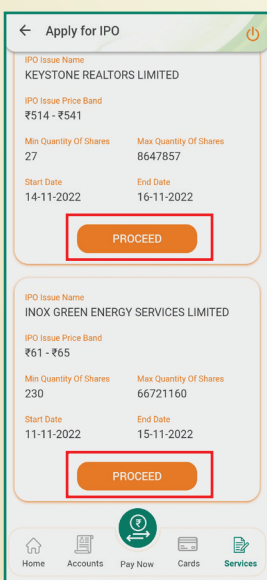 Apply for IPO
IPO Issue Name
KEYSTONE REALTORS LIMITED
IPO Issue Price Band
₹514 - ₹541
Min Quantity Of Shares Max Quantity Of Shares
27 8647857
Start Date End Date
14-11-2022 16-11-2022
PROCEED
IPO Issue Name
INOX GREEN ENERGY SERVICES LIMITED
IPO Issue Price Band
₹61 - ₹65
Min Quantity Of Shares Max Quantity Of Shares
230 66721160
Start Date End Date
11-11-2022 15-11-2022
PROCEED
₹
Home Accounts Pay Now Cards Services